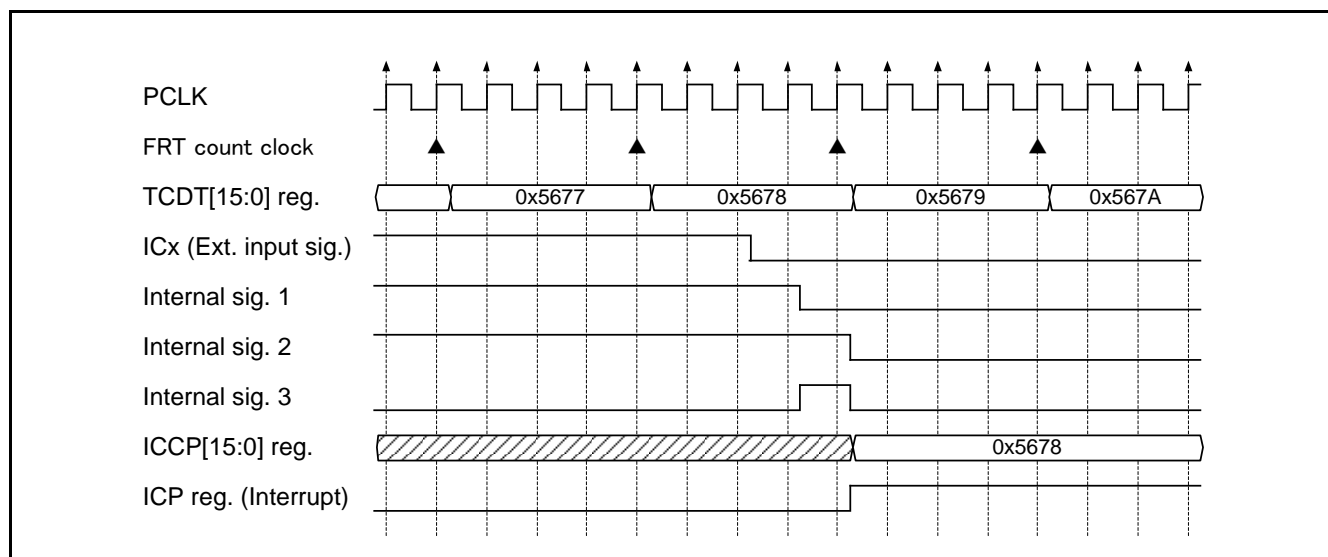 PCLK
FRT count clock
TCDT[15:0] reg. 0x5677 0x5678 0x5679 0x567A
ICx (Ext. input sig.)
Internal sig. 1
Internal sig. 2
Internal sig. 3
ICCP[15:0] reg. 0x5678
ICP reg. (Interrupt)